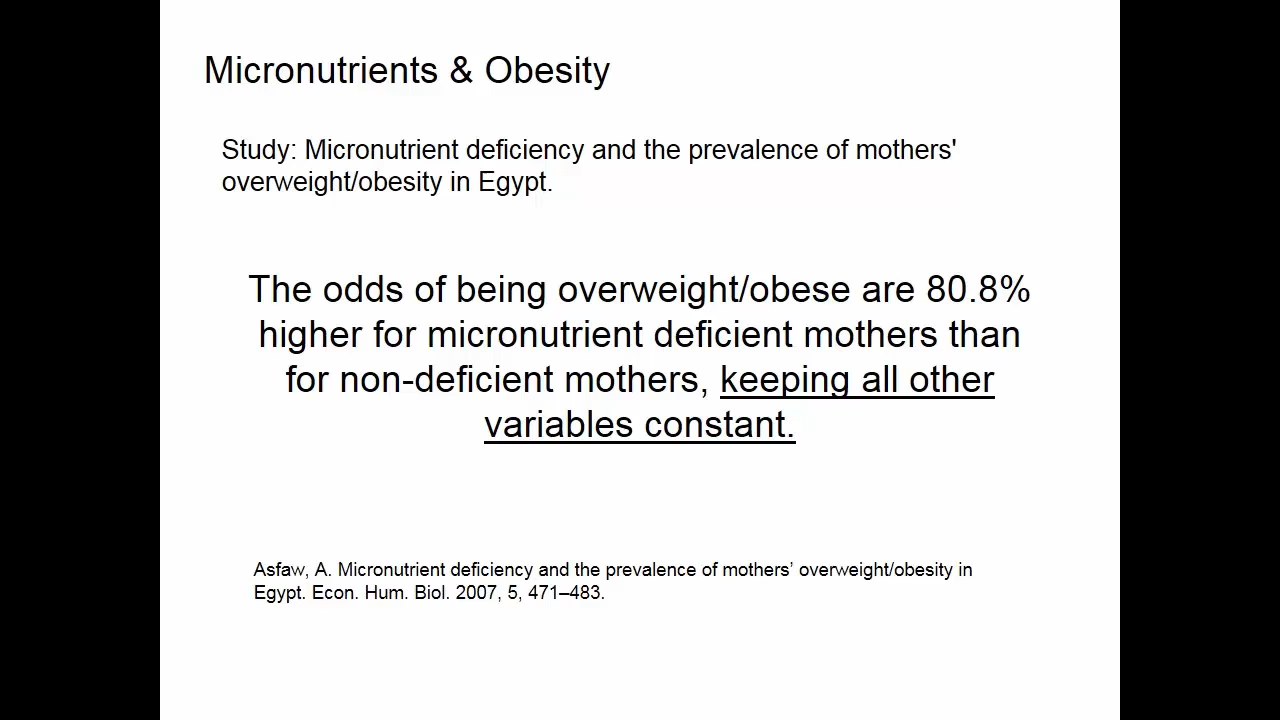 Micronutrients & Obesity
Study: Micronutrient deficiency and the prevalence of mothers'
overweight/obesity in Egypt.
The odds of being overweight/obese are 80.8%
higher for micronutrient deficient mothers than
for non-deficient mothers, keeping all other
variables constant.
Asfaw, A. Micronutrient deficiency and the prevalence of mothers’ overweight/obesity in
Egypt. Econ. Hum. Biol. 2007, 5, 471–483.